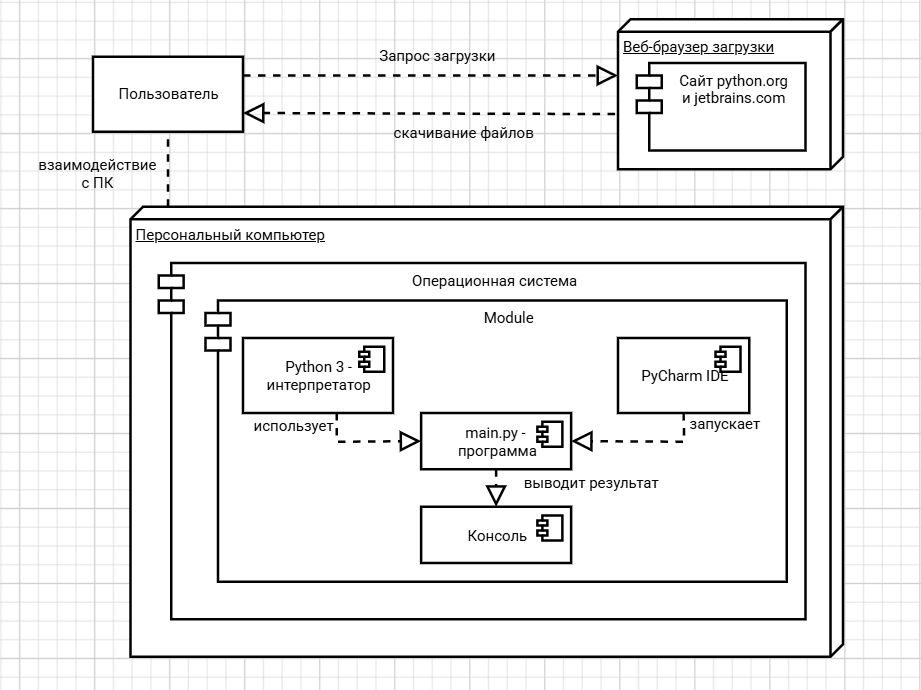 Запрос загрузки
Веб-браузер загрузки
Сайт python.org
и jetbrains.com
Пользователь
скачивание файлов
взаимодействие
с ПК
Персональный компьютер
Операционная система
Module
Python 3 -
интерпретатор
PyCharm IDE
использует
запускает
main.py -
программа
выводит результат
Консоль